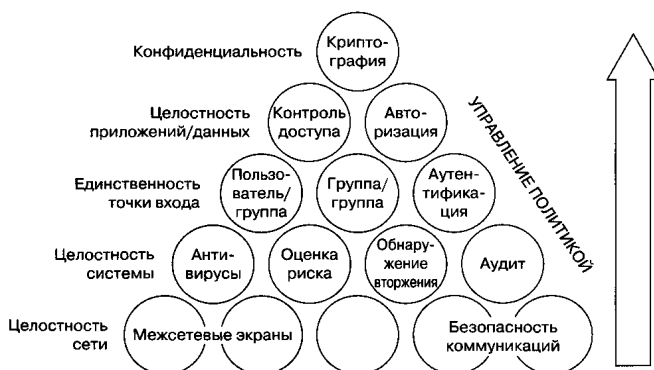 Конфиденциальность
Крипто-
графия
Целостность
приложений/данных
Контроль
доступа
Авто-
ризация
УПРАВЛЕНИЕ ПОЛИТИКОЙ
Единственность
точки входа
Пользо-
ватель/
группа
Группа/
группа
Аутен-
тифика-
ция
Целостность
системы
Анти-
вирусы
Оценка
риска
Обнару-
жение
вторжения
Аудит
Целостность
сети
Межсетевые экраны
Безопасность
коммуникаций